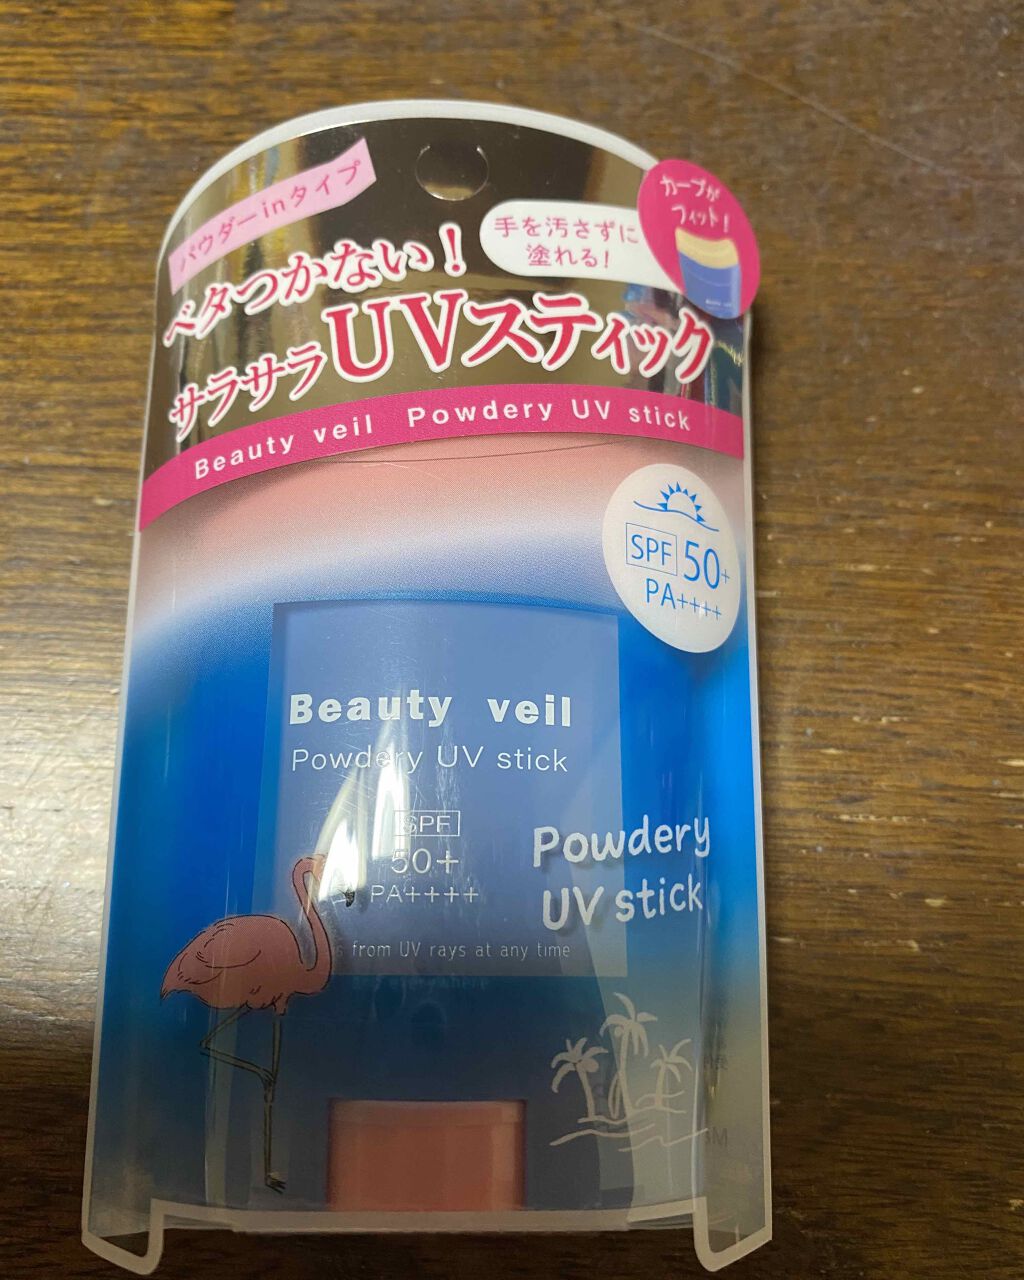 パウダーinタイプ
ベタつかない！
手を汚さずに
塗れる！
カーブが
フィット！
サラサラUVスティック
Beauty veil Powdery UV stick
SPF 50+
PA++++
Beauty veil
Powdery UV stick
SPF
50+
PA++++
from UV rays at any time
and everywhere
Powdery
UV stick